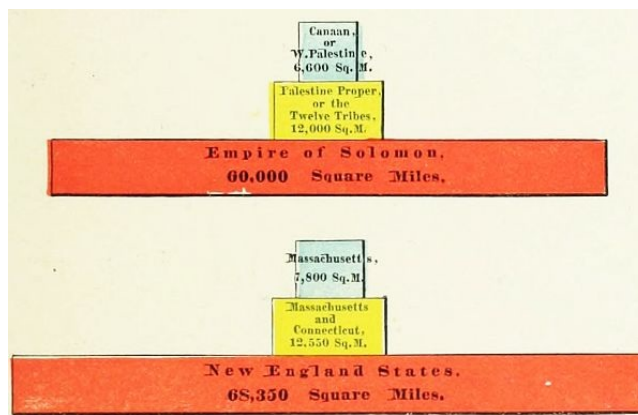 Canaan,
or
W.Palestine,
6,600 Sq.M.
Palestine Proper,
or the
Twelve Tribes,
12,000 Sq.M.
Empire of Solomon,
60,000 Square Miles.
Massachusetts,
7,800 Sq.M.
Massachusetts
and
Connecticut,
12,550 Sq.M.
New England States,
68,350 Square Miles.